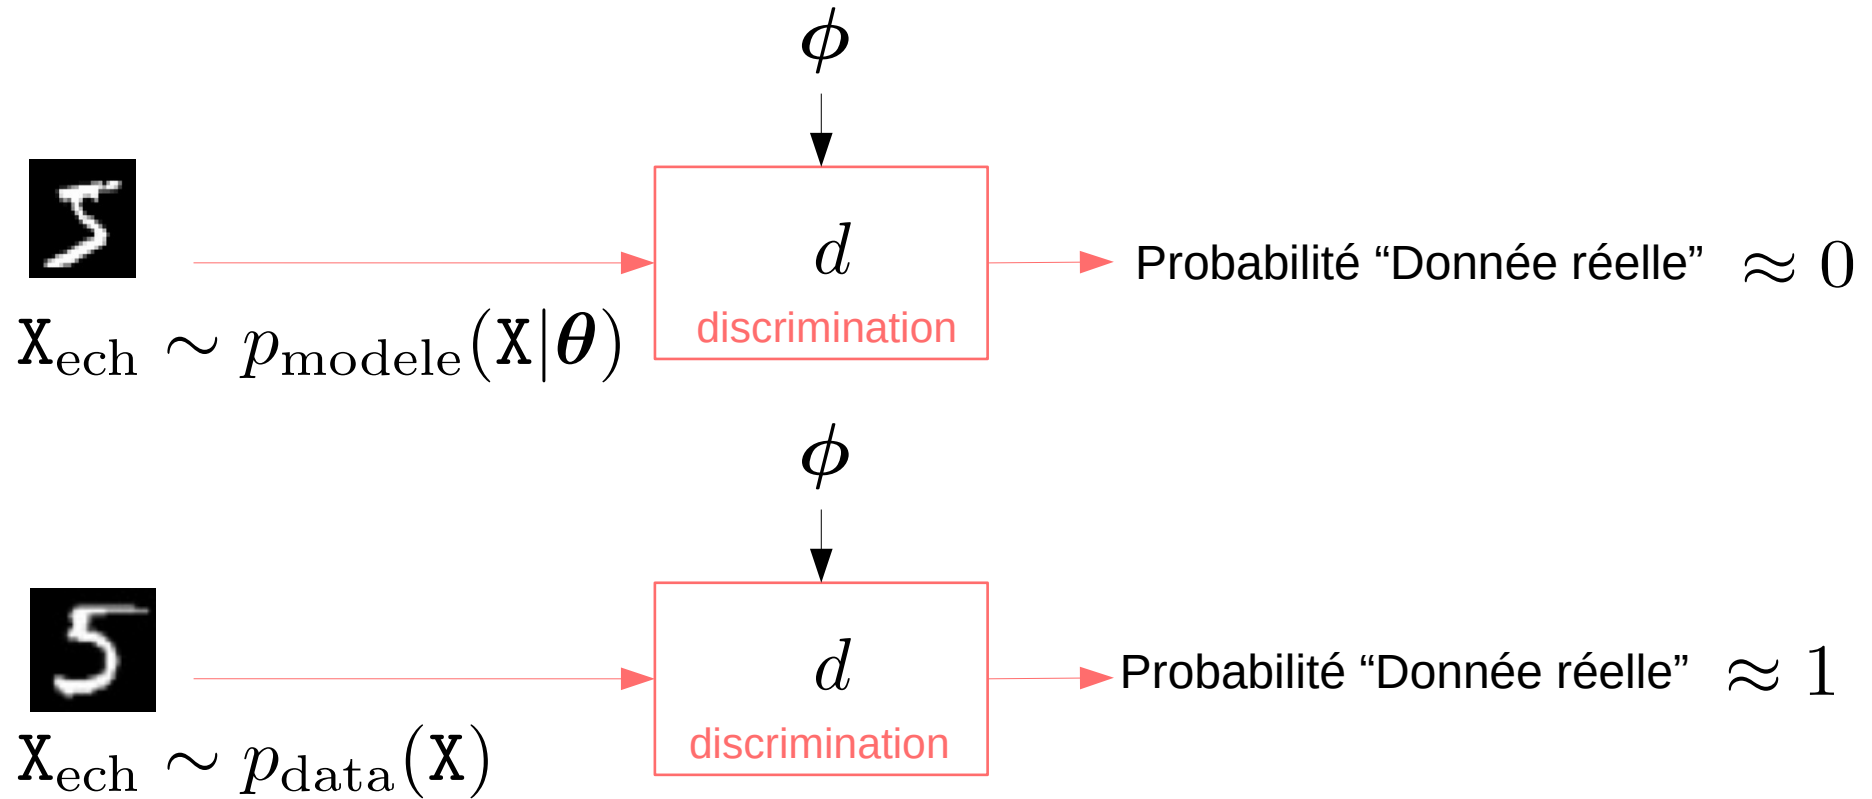 ϕ
d
discrimination
Probabilité “Donnée réelle” ≈ 0
X_ech ∼ p_modele(X|θ)
ϕ
d
discrimination
Probabilité “Donnée réelle” ≈ 1
X_ech ∼ p_data(X)